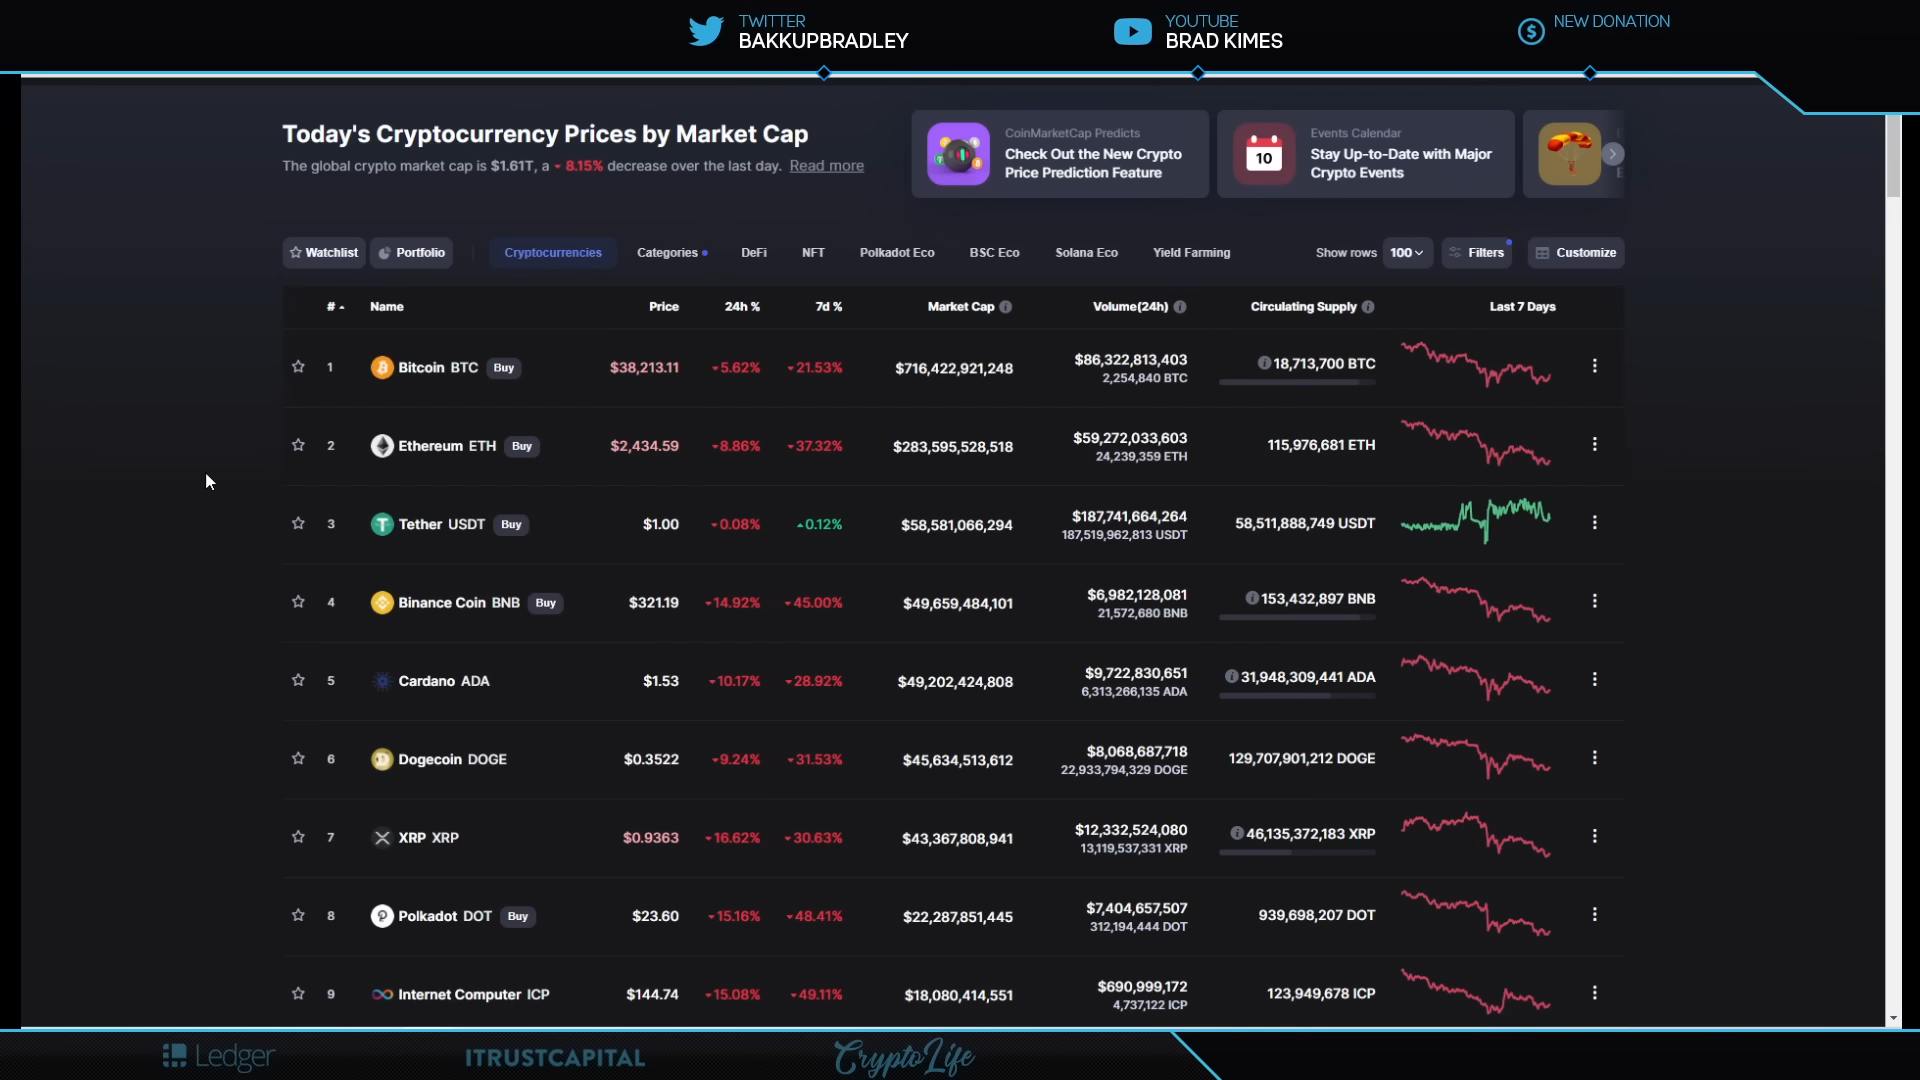 TWITTER
BAKKUPBRADLEY
YOUTUBE
BRAD KIMES
NEW DONATION
Today's Cryptocurrency Prices by Market Cap
The global crypto market cap is $1.61T, a 8.15% decrease over the last day. Read more
CoinMarketCap Predicts
Check Out the New Crypto
Price Prediction Feature
10
Events Calendar
Stay Up-to-Date with Major
Crypto Events
Watchlist Portfolio Cryptocurrencies Categories DeFi NFT Polkadot Eco BSC Eco Solana Eco Yield Farming Show rows 100 Filters Customize
# Name Price 24h % 7d % Market Cap Volume(24h) Circulating Supply Last 7 Days
1 Bitcoin BTC Buy $38,213.11 5.62% 21.53% $716,422,921,248 $86,322,813,403 18,713,700 BTC
2,254,840 BTC
2 Ethereum ETH Buy $2,434.59 8.86% 37.32% $283,595,528,518 $59,272,033,603 115,976,681 ETH
24,239,359 ETH
3 Tether USDT Buy $1.00 0.08% 0.12% $58,581,066,294 $187,741,664,264 58,511,888,749 USDT
187,519,962,813 USDT
4 Binance Coin BNB Buy $321.19 14.92% 45.00% $49,659,484,101 $6,982,128,081 153,432,897 BNB
21,572,680 BNB
5 Cardano ADA $1.53 10.17% 28.92% $49,202,424,808 $9,722,830,651 31,948,309,441 ADA
6,313,266,135 ADA
6 Dogecoin DOGE $0.3522 9.24% 31.53% $45,634,513,612 $8,068,687,718 129,707,901,212 DOGE
22,933,794,329 DOGE
7 XRP XRP $0.9363 16.62% 30.63% $43,367,808,941 $12,332,524,080 46,135,372,183 XRP
13,119,537,331 XRP
8 Polkadot DOT Buy $23.60 15.16% 48.41% $22,287,851,445 $7,404,657,507 939,698,207 DOT
312,194,444 DOT
9 Internet Computer ICP $144.74 15.08% 49.11% $18,080,414,551 $690,999,172 123,949,678 ICP
4,737,122 ICP
Ledger
ITRUSTCAPITAL
CryptoLife